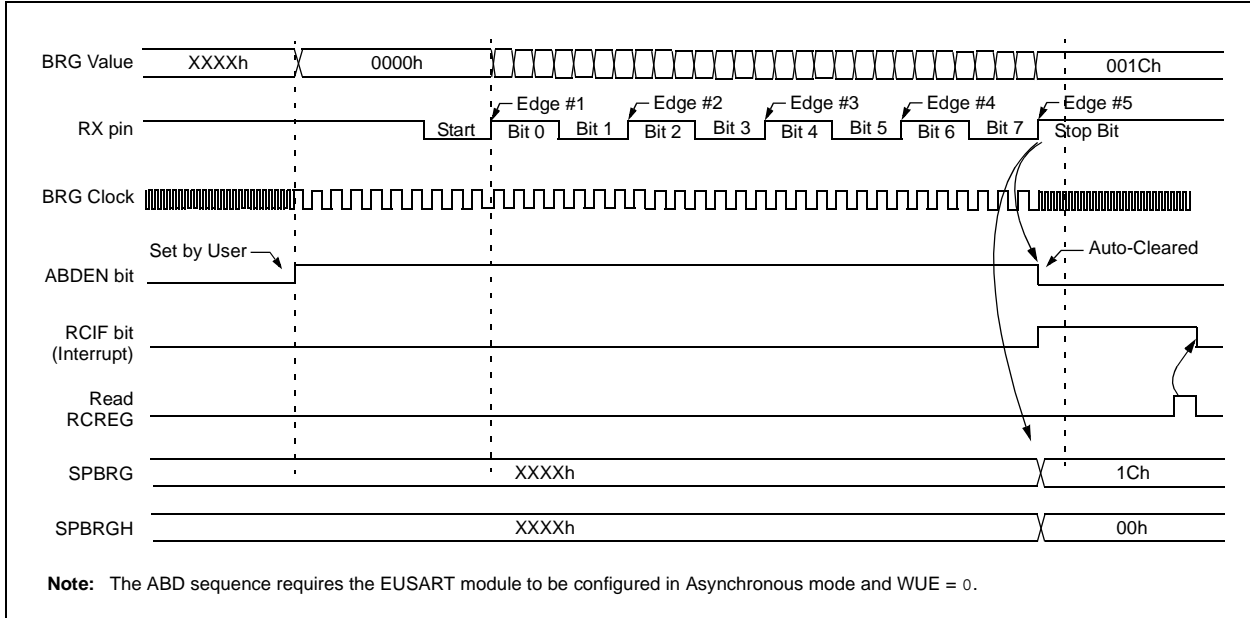 BRG Value XXXXh 0000h 001Ch
Edge #1 Edge #2 Edge #3 Edge #4 Edge #5
RX pin Start Bit 0 Bit 1 Bit 2 Bit 3 Bit 4 Bit 5 Bit 6 Bit 7 Stop Bit
BRG Clock
Set by User Auto-Cleared
ABDEN bit
RCIF bit
(Interrupt)
Read
RCREG
SPBRG XXXXh 1Ch
SPBRGH XXXXh 00h
Note: The ABD sequence requires the EUSART module to be configured in Asynchronous mode and WUE = 0.